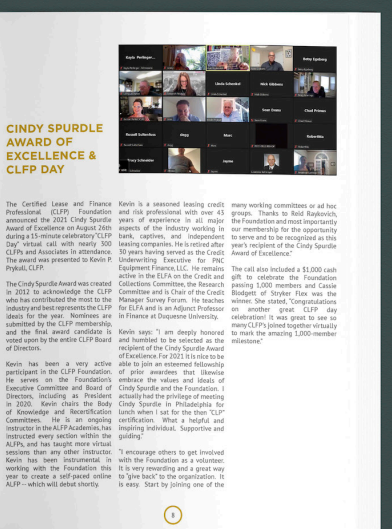 Gayle Perlinger...
Betsy Egeberg
Linda Schenkel
Nick Gibbens
Sean Evans
Chad Primus
Meyy
Marc
RobertNix
Tracy Schneider
Jayma
CINDY SPURDLE
AWARD OF
EXCELLENCE &
CLFP DAY
The Certified Lease and Finance
Professional (CLFP) Foundation
announced the 2021 Cindy Spurdle
Award of Excellence on August 26th
during a 15-minute celebratory "CLFP
Day" virtual call with nearly 300
CLFPs and Associates in attendance.
The award was presented to Kevin P.
Prykull, CLFP.
The Cindy Spurdle Award was created
in 2012 to acknowledge the CLFP
who has contributed the most to the
industry and best represents the CLFP
ideals for the year. Nominees are
submitted by the CLFP membership,
and the final award candidate is
voted upon by the entire CLFP Board
of Directors.
Kevin has been a very active
participant in the CLFP Foundation.
He serves on the Foundation's
Executive Committee and Board of
Directors, including as President
in 2020. Kevin chairs the Body
of Knowledge and Recertification
Committees. He is an ongoing
instructor in the ALFP Academies, has
instructed every section within the
ALFPs, and has taught more virtual
sessions than any other instructor.
Kevin has been instrumental in
working with the Foundation this
year to create a self-paced online
ALFP -- which will debut shortly.
Kevin is a seasoned leasing credit
and risk professional with over 43
years of experience in all major
aspects of the industry working in
bank, captives, and independent
leasing companies. He is retired after
30 years having served as the Credit
Underwriting Executive for PNC
Equipment Finance, LLC. He remains
active in the ELFA on the Credit and
Collections Committee, the Research
Committee and is Chair of the Credit
Manager Survey Forum. He teaches
for ELFA and is an Adjunct Professor
in Finance at Duquesne University.
Kevin says: "I am deeply honored
and humbled to be selected as the
recipient of the Cindy Spurdle Award
of Excellence. For 2021 it is nice to be
able to join an esteemed fellowship
of prior awardees that likewise
embrace the values and ideals of
Cindy Spurdle and the Foundation. I
actually had the privilege of meeting
Cindy Spurdle in Philadelphia for
lunch when I sat for the then "CLP"
certification. What a helpful and
inspiring individual. Supportive and
guiding."
"I encourage others to get involved
with the Foundation as a volunteer.
It is very rewarding and a great way
to "give back" to the organization. It
is easy. Start by joining one of the
many working committees or ad hoc
groups. Thanks to Reid Raykovich,
the Foundation and most importantly
our membership for the opportunity
to serve and to be recognized as this
year's recipient of the Cindy Spurdle
Award of Excellence."
The call also included a $1,000 cash
gift to celebrate the Foundation
passing 1,000 members and Cassie
Blodgett of Stryker Flex was the
winner. She stated, "Congratulations
on another great CLFP day
celebration! It was great to see so
many CLFP's joined together virtually
to mark the amazing 1,000-member
milestone."
8